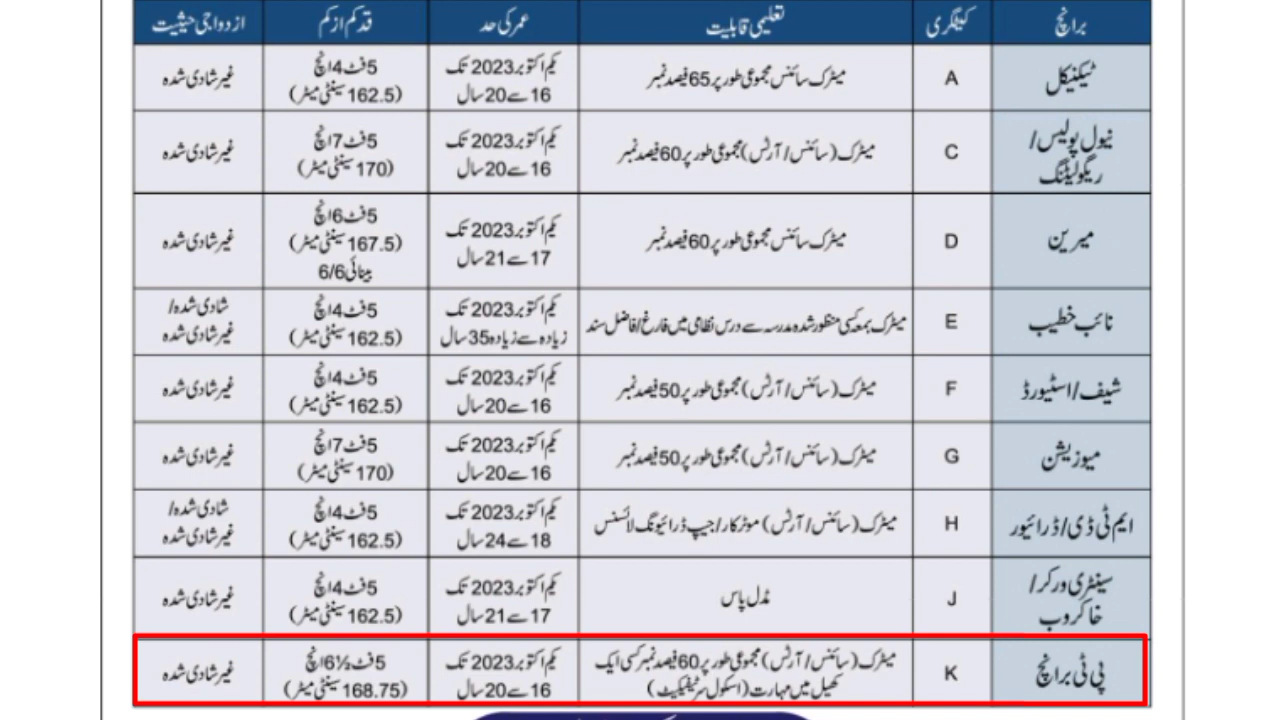 برانچ کیٹگری تعلیمی قابلیت عمر کی حد قد کم از کم ازدواجی حیثیت
ٹیکنیکل A میٹرک سائنس مجموعی طور پر 65 فیصد نمبر یکم اکتوبر 2023 تک 5 فٹ 4 انچ غیر شادی شدہ
16 سے 20 سال (162.5 سینٹی میٹر)
نیول پولیس/ C میٹرک (سائنس/آرٹس) مجموعی طور پر 60 فیصد نمبر یکم اکتوبر 2023 تک 5 فٹ 7 انچ غیر شادی شدہ
ریگولیٹنگ 16 سے 20 سال (170 سینٹی میٹر)
میرین D میٹرک سائنس مجموعی طور پر 60 فیصد نمبر یکم اکتوبر 2023 تک 5 فٹ 6 انچ غیر شادی شدہ
17 سے 21 سال (167.5 سینٹی میٹر)
بینائی 6/6
نائب خطیب E میٹرک بمعہ کسی منظور شدہ مدرسہ سے درس نظامی میں فارغ/فاضل سند یکم اکتوبر 2023 تک 5 فٹ 4 انچ شادی شدہ/
زیادہ سے زیادہ 35 سال (162.5 سینٹی میٹر) غیر شادی شدہ
شیف/اسٹیورڈ F میٹرک (سائنس/آرٹس) مجموعی طور پر 50 فیصد نمبر یکم اکتوبر 2023 تک 5 فٹ 4 انچ غیر شادی شدہ
16 سے 20 سال (162.5 سینٹی میٹر)
میوزیشن G میٹرک (سائنس/آرٹس) مجموعی طور پر 50 فیصد نمبر یکم اکتوبر 2023 تک 5 فٹ 7 انچ غیر شادی شدہ
16 سے 20 سال (170 سینٹی میٹر)
ایم ٹی ڈی/ڈرائیور H میٹرک (سائنس/آرٹس) موٹر کار/جیپ ڈرائیونگ لائسنس یکم اکتوبر 2023 تک 5 فٹ 4 انچ شادی شدہ/
18 سے 24 سال (162.5 سینٹی میٹر) غیر شادی شدہ
سینٹری ورکر/ J مڈل پاس یکم اکتوبر 2023 تک 5 فٹ 4 انچ غیر شادی شدہ
خاکروب 17 سے 21 سال (162.5 سینٹی میٹر)
پی ٹی برانچ K میٹرک (سائنس/آرٹس) مجموعی طور پر 60 فیصد نمبر کسی ایک یکم اکتوبر 2023 تک 5 فٹ 6½ انچ غیر شادی شدہ
کھیل میں مہارت (اسکول سرٹیفکیٹ) 16 سے 20 سال (168.75 سینٹی میٹر)